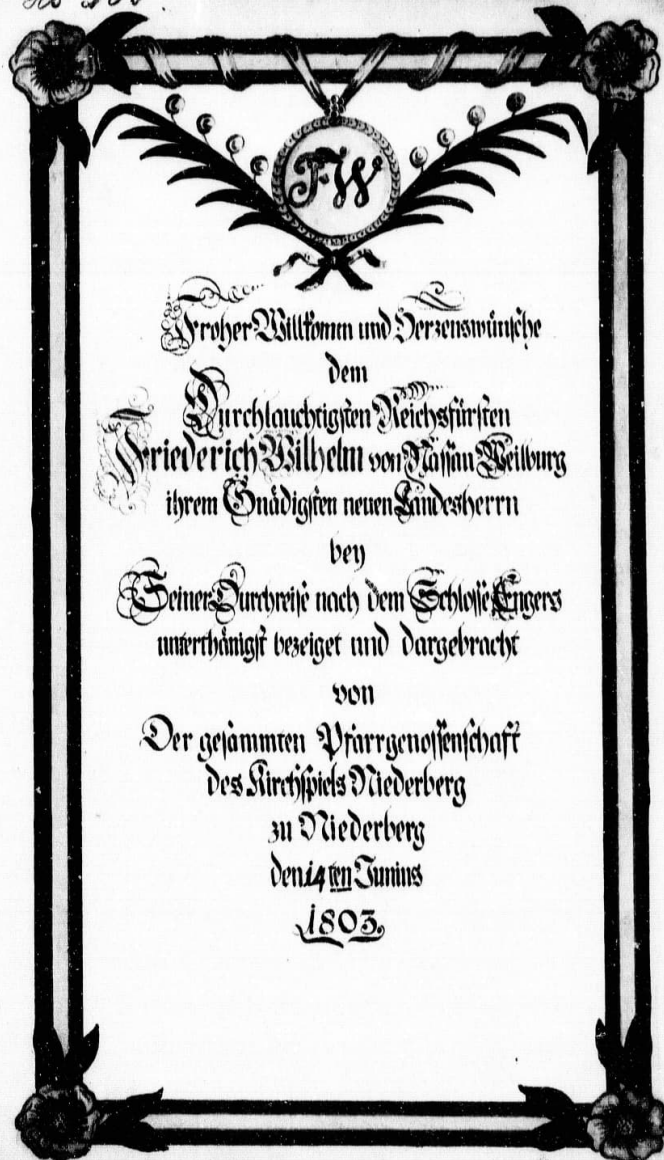 FW
Froher Willkomm und Herzenswünsche
dem
Durchlauchtigsten Reichsfürsten
Friederich Wilhelm von Nassau Weilburg
ihrem Gnädigsten neuen Landesherrn
bey
Seiner Durchreise nach dem Schlosse Engers
unterthänigst bezeiget und dargebracht
von
Der gesammten Pfarrgenossenschaft
des Kirchspiels Niederberg
zu Niederberg
den 14ten Junius
1803.